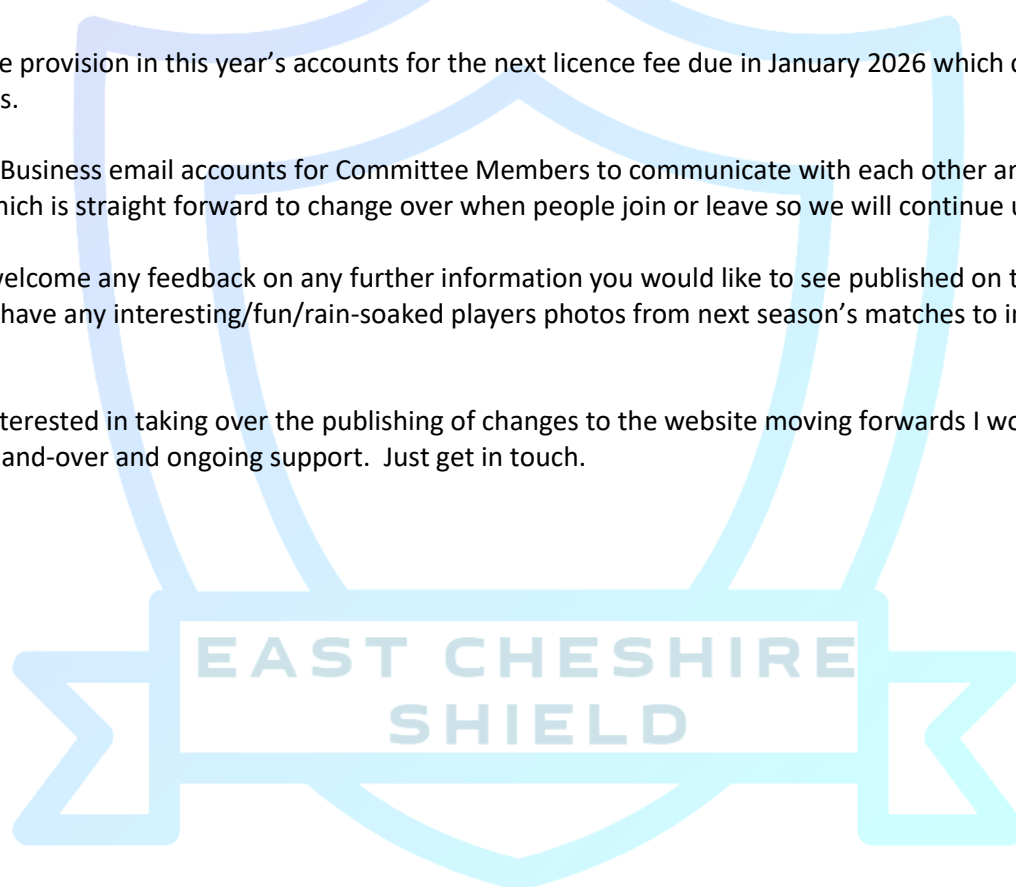 e provision in this year’s accounts for the next licence fee due in January 2026 which
s.
Business email accounts for Committee Members to communicate with each other
hich is straight forward to change over when people join or leave so we will continue
welcome any feedback on any further information you would like to see published on
have any interesting/fun/rain-soaked players photos from next season’s matches to
terested in taking over the publishing of changes to the website moving forwards I
and-over and ongoing support. Just get in touch.
EAST CHESHIRE
SHIELD